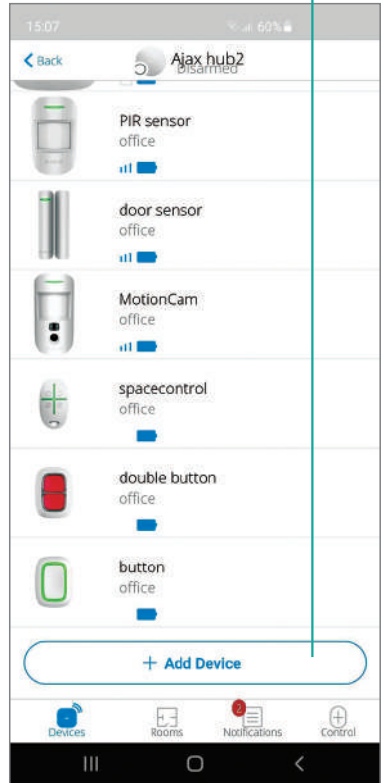 15:07
60%
Back
Ajax hub2
Disarmed
PIR sensor
office
door sensor
office
MotionCam
office
spacecontrol
office
double button
office
button
office
+ Add Device
2
Devices
Rooms
Notifications
Control